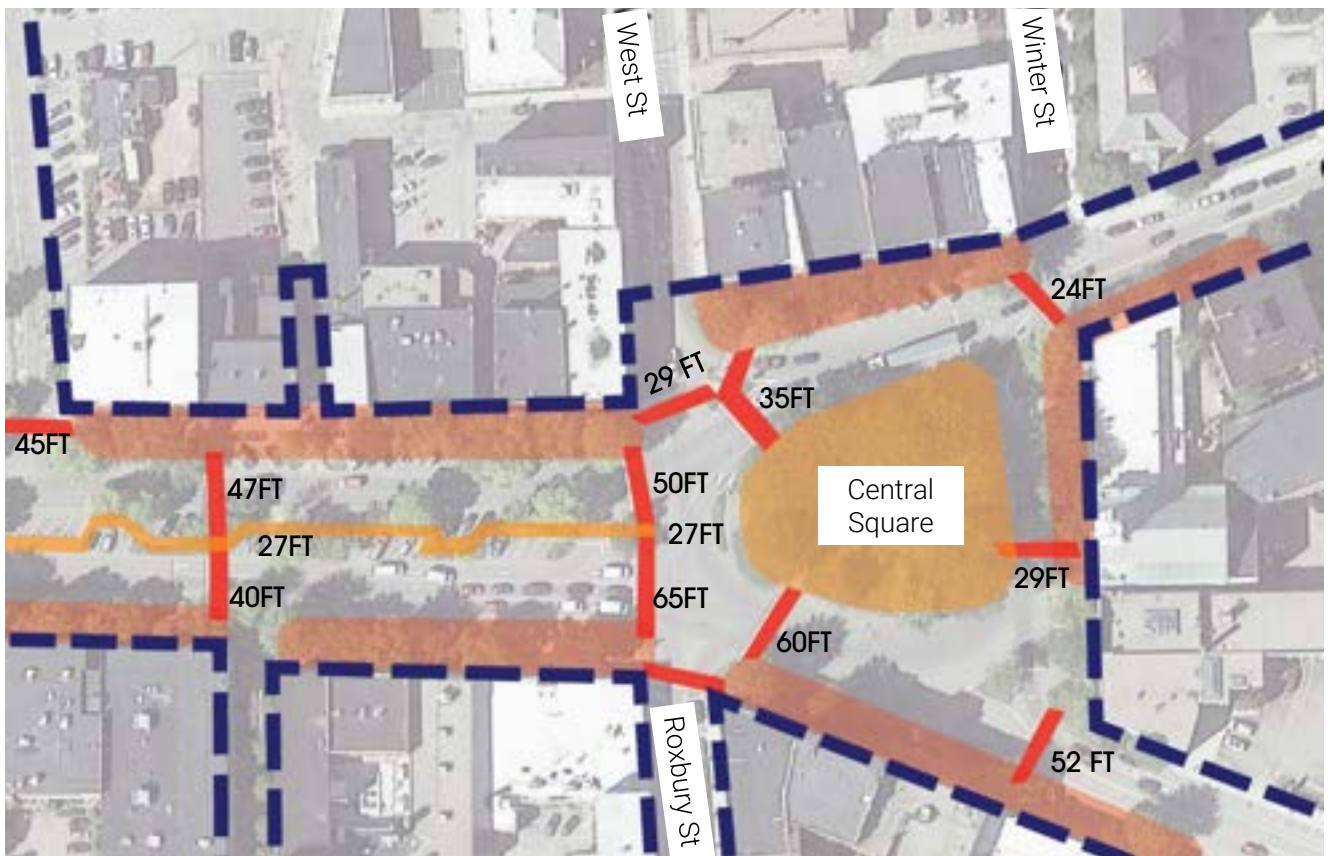 West St
Winter St
24FT
29 FT
35FT
45FT
47FT
50FT
Central
Square
27FT
27FT
29FT
40FT
65FT
60FT
Roxbury St
52 FT